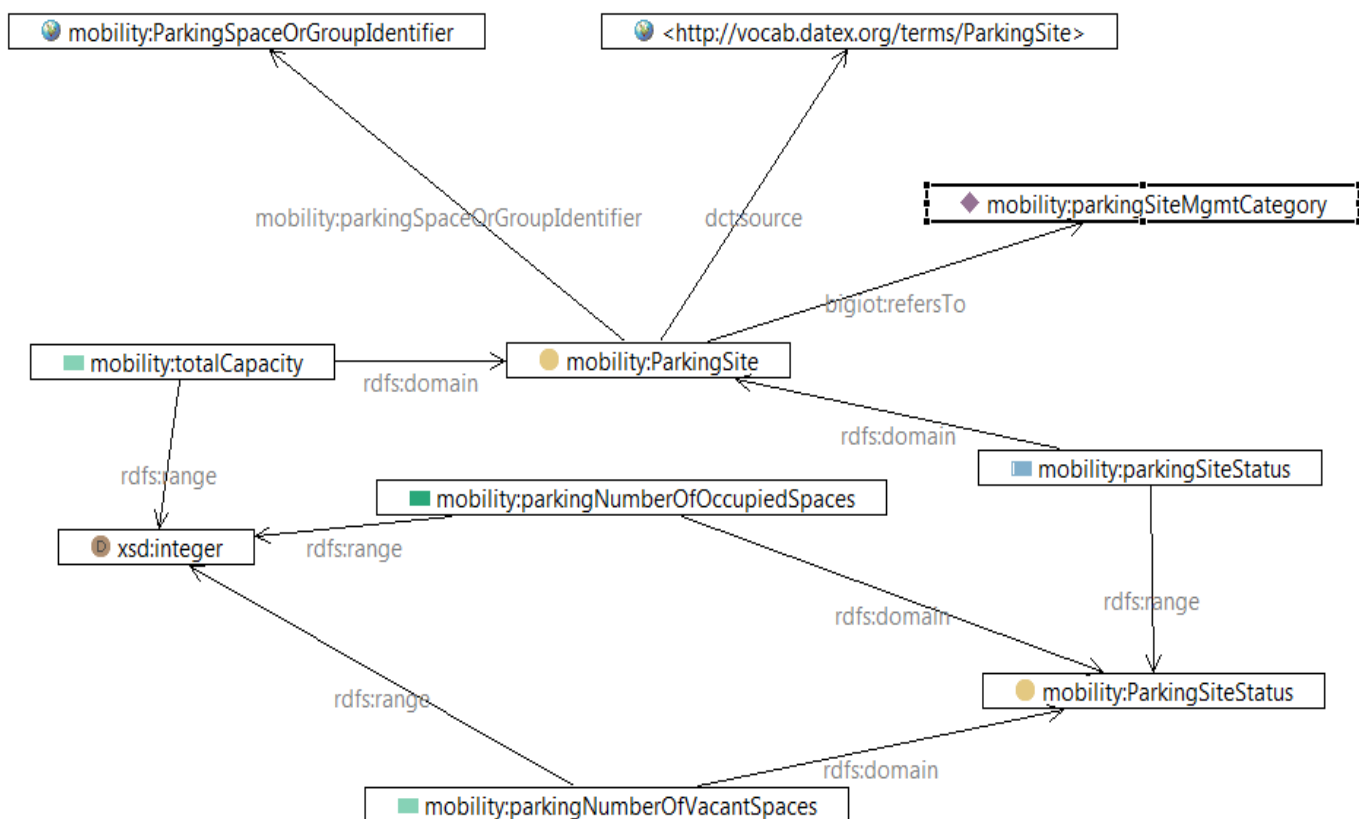 mobility:ParkingSpaceOrGroupIdentifier
<http://vocab.datex.org/terms/ParkingSite>
mobility:parkingSiteMgmtCategory
mobility:parkingSpaceOrGroupIdentifier
dct:source
bigiot:refersTo
mobility:totalCapacity
rdfs:domain
mobility:ParkingSite
rdfs:domain
rdfs:range
mobility:parkingSiteStatus
mobility:parkingNumberOfOccupiedSpaces
D xsd:integer
rdfs:range
rdfs:domain
rdfs:range
rdfs:range
mobility:ParkingSiteStatus
rdfs:domain
mobility:parkingNumberOfVacantSpaces